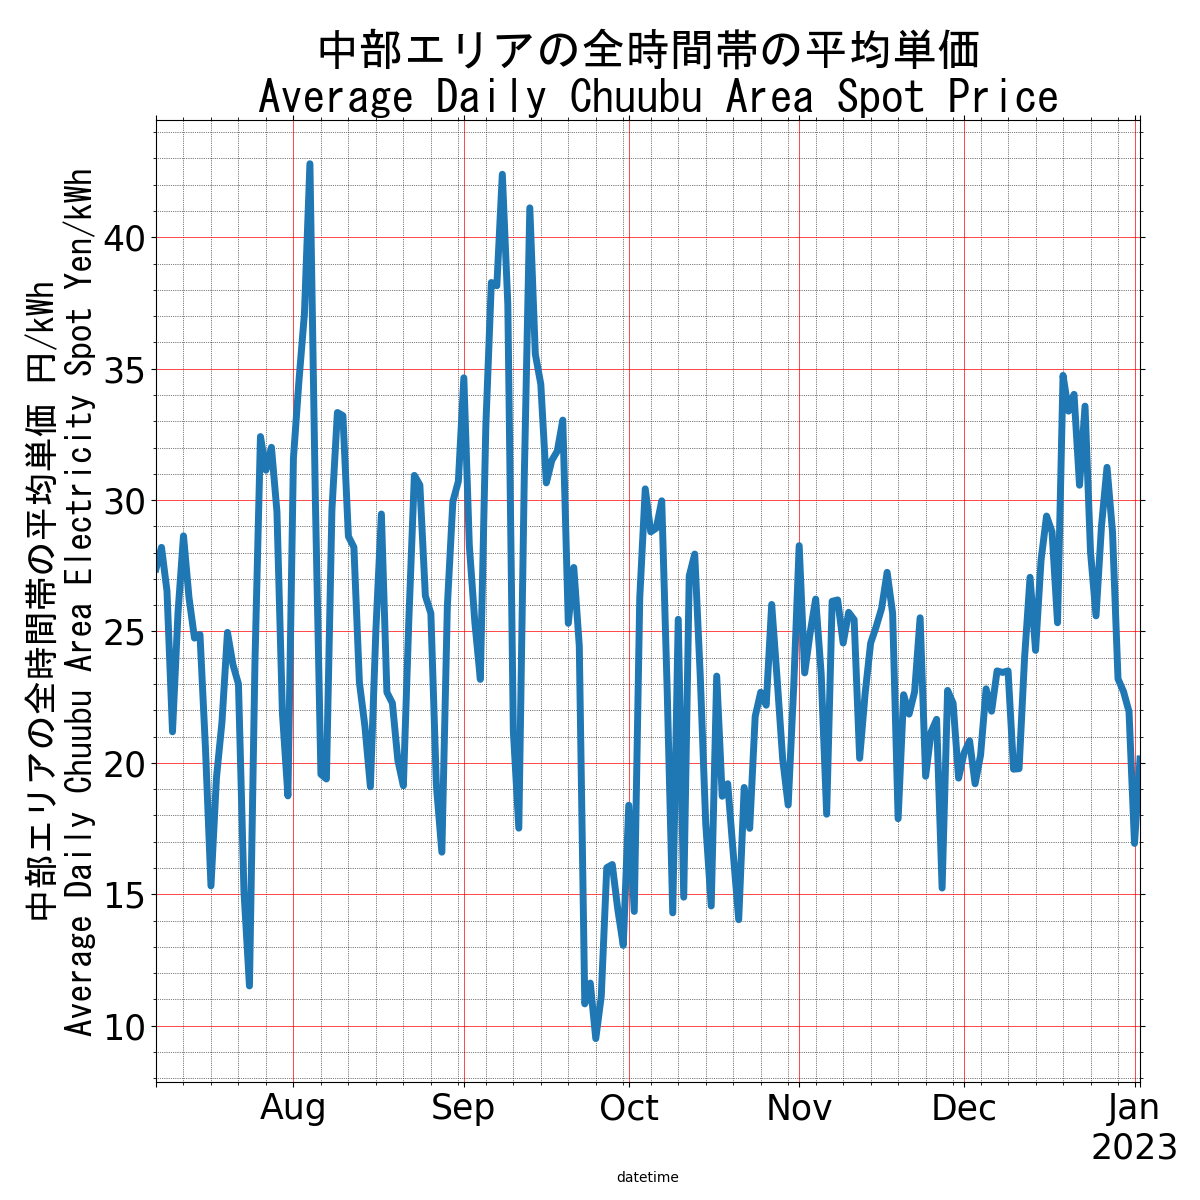 中部エリアの全時間帯の平均単価
Average Daily Chuubu Area Spot Price
中部エリアの全時間帯の平均単価 円/kWh
Average Daily Chuubu Area Electricity Spot Yen/kWh
40
35
30
25
20
15
10
Aug Sep Oct Nov Dec Jan
2023
datetime